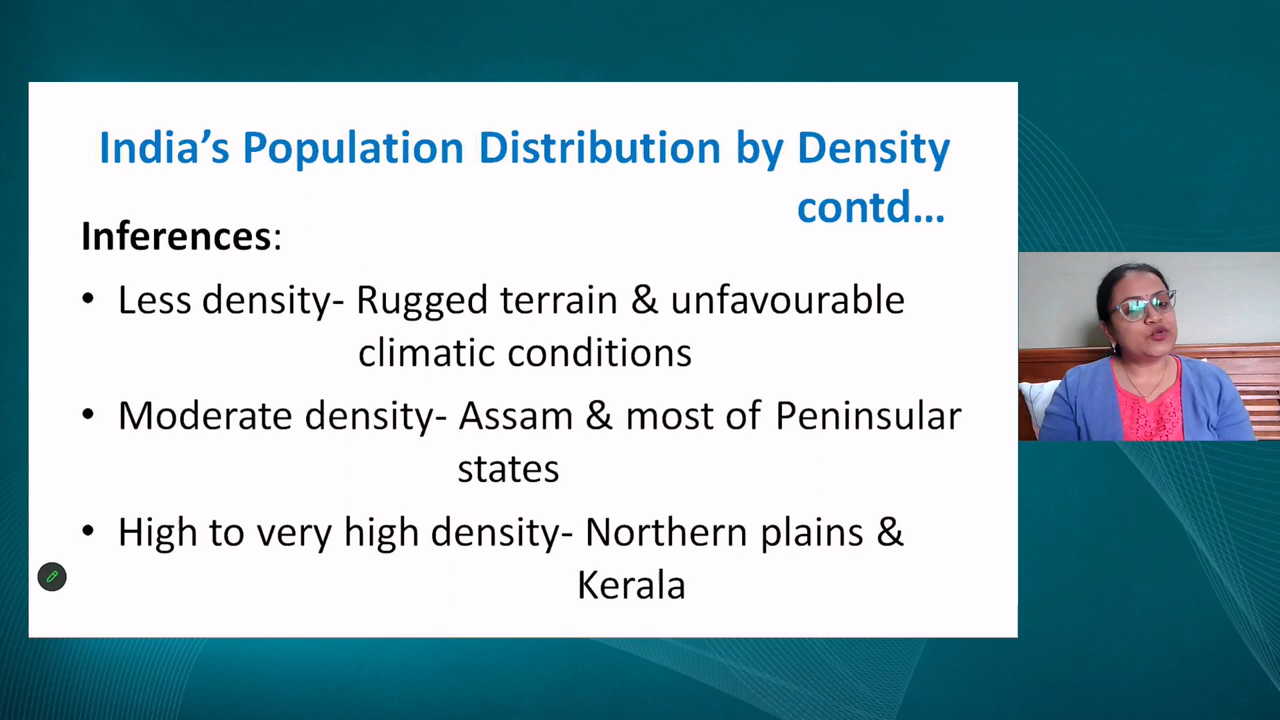 India’s Population Distribution by Density
contd…
Inferences:
• Less density- Rugged terrain & unfavourable
climatic conditions
• Moderate density- Assam & most of Peninsular
states
• High to very high density- Northern plains &
Kerala